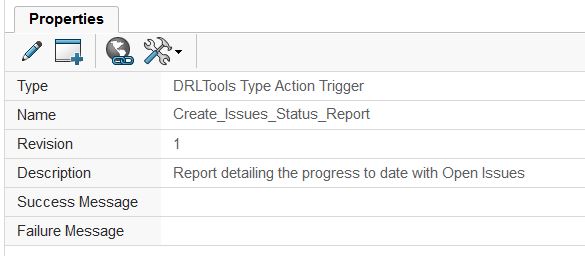 Properties
Type DRLTools Type Action Trigger
Name Create_Issues_Status_Report
Revision 1
Description Report detailing the progress to date with Open Issues
Success Message
Failure Message